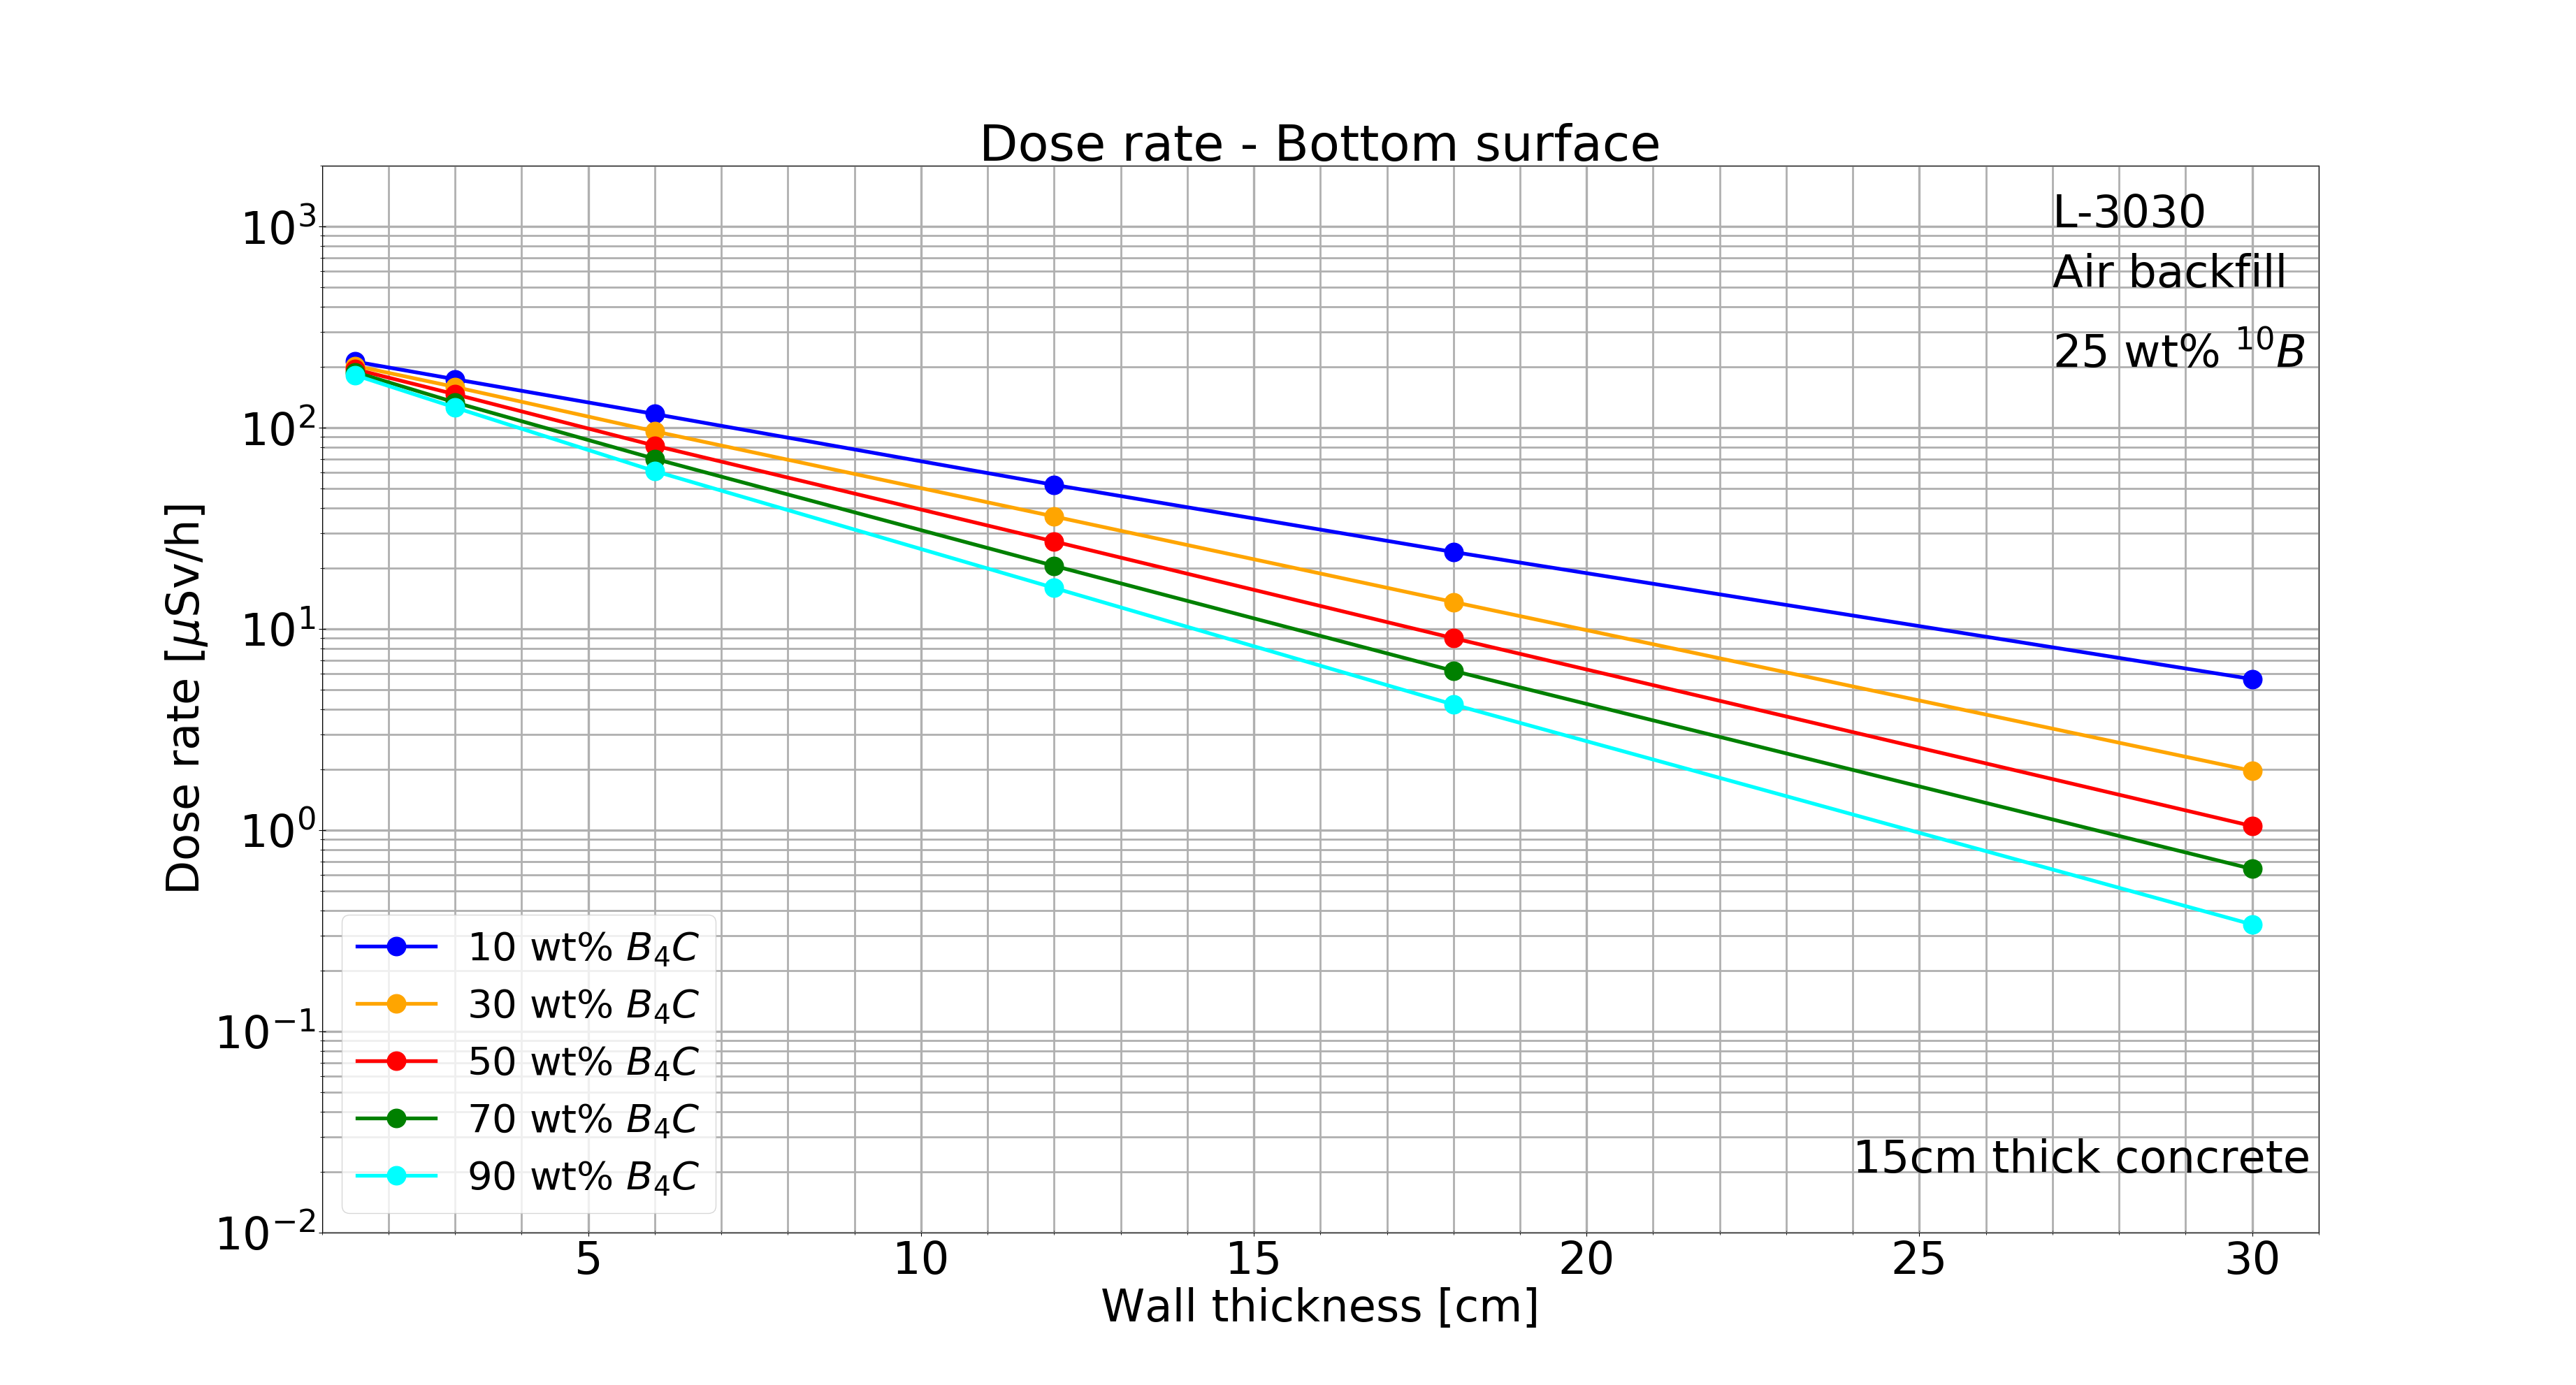 Dose rate - Bottom surface
L-3030
Air backfill
25 wt% ¹⁰B
Dose rate [μSv/h]
10³
10²
10¹
10⁰
10⁻¹
10⁻²
10 wt% B₄C
30 wt% B₄C
50 wt% B₄C
70 wt% B₄C
90 wt% B₄C
15cm thick concrete
5 10 15 20 25 30
Wall thickness [cm]